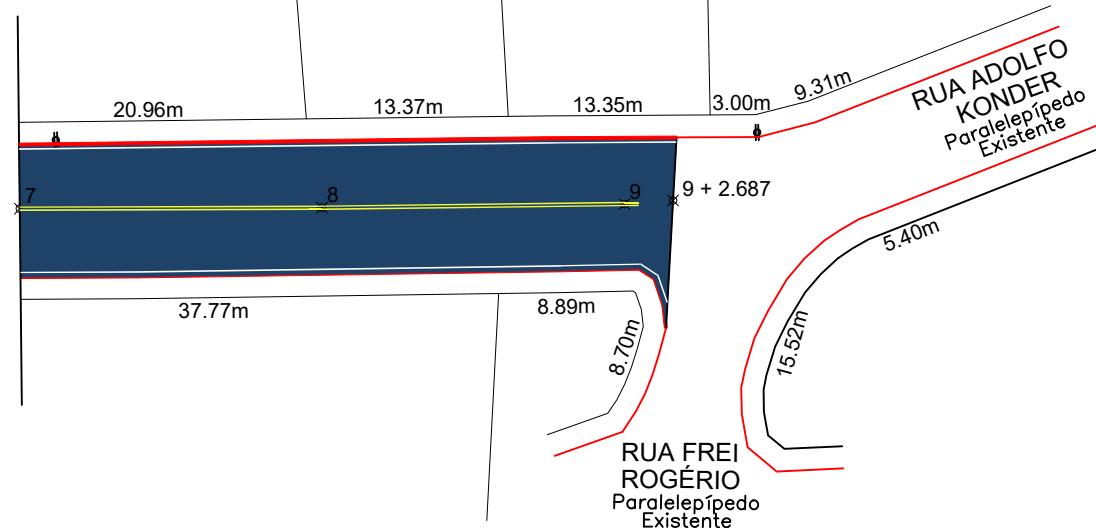 20.96m
13.37m
13.35m
3.00m
9.31m
RUA ADOLFO
KONDER
Paralelepípedo
Existente
7
8
9
9 + 2.687
5.40m
37.77m
8.89m
8.70m
15.52m
RUA FREI
ROGÉRIO
Paralelepípedo
Existente